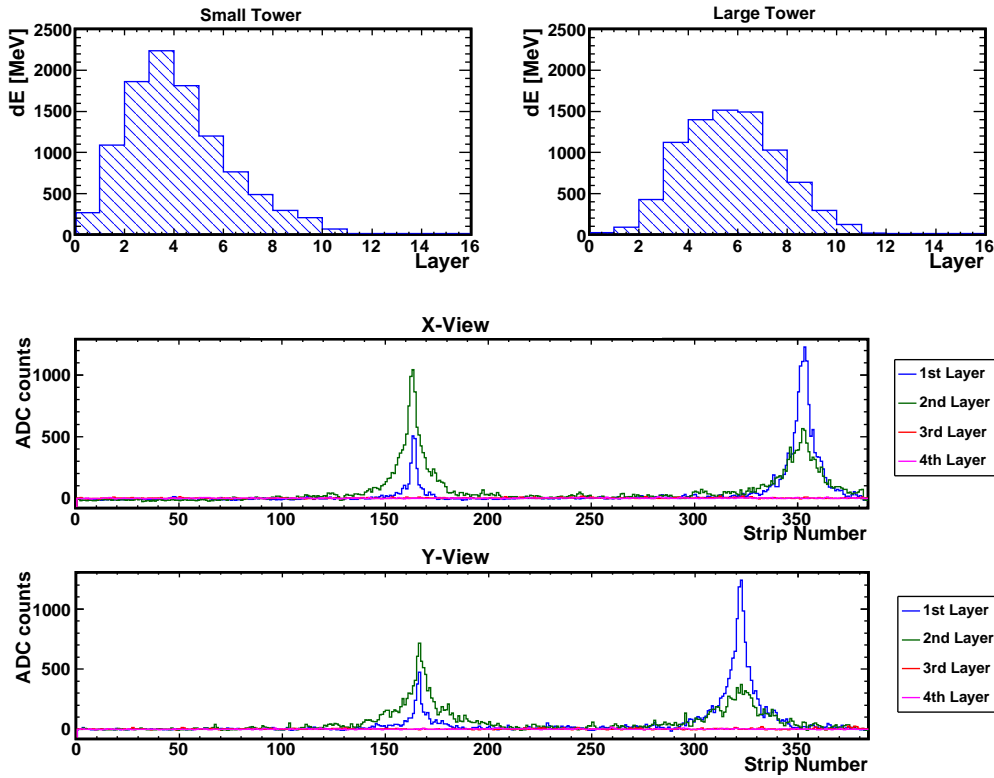 Small Tower
dE [MeV]
2500
2000
1500
1000
500
0
0 2 4 6 8 10 12 14 16
Layer
Large Tower
dE [MeV]
2500
2000
1500
1000
500
0
0 2 4 6 8 10 12 14 16
Layer
X-View
ADC counts
1000
500
0
0 50 100 150 200 250 300 350
Strip Number
1st Layer
2nd Layer
3rd Layer
4th Layer
Y-View
ADC counts
1000
500
0
0 50 100 150 200 250 300 350
Strip Number
1st Layer
2nd Layer
3rd Layer
4th Layer